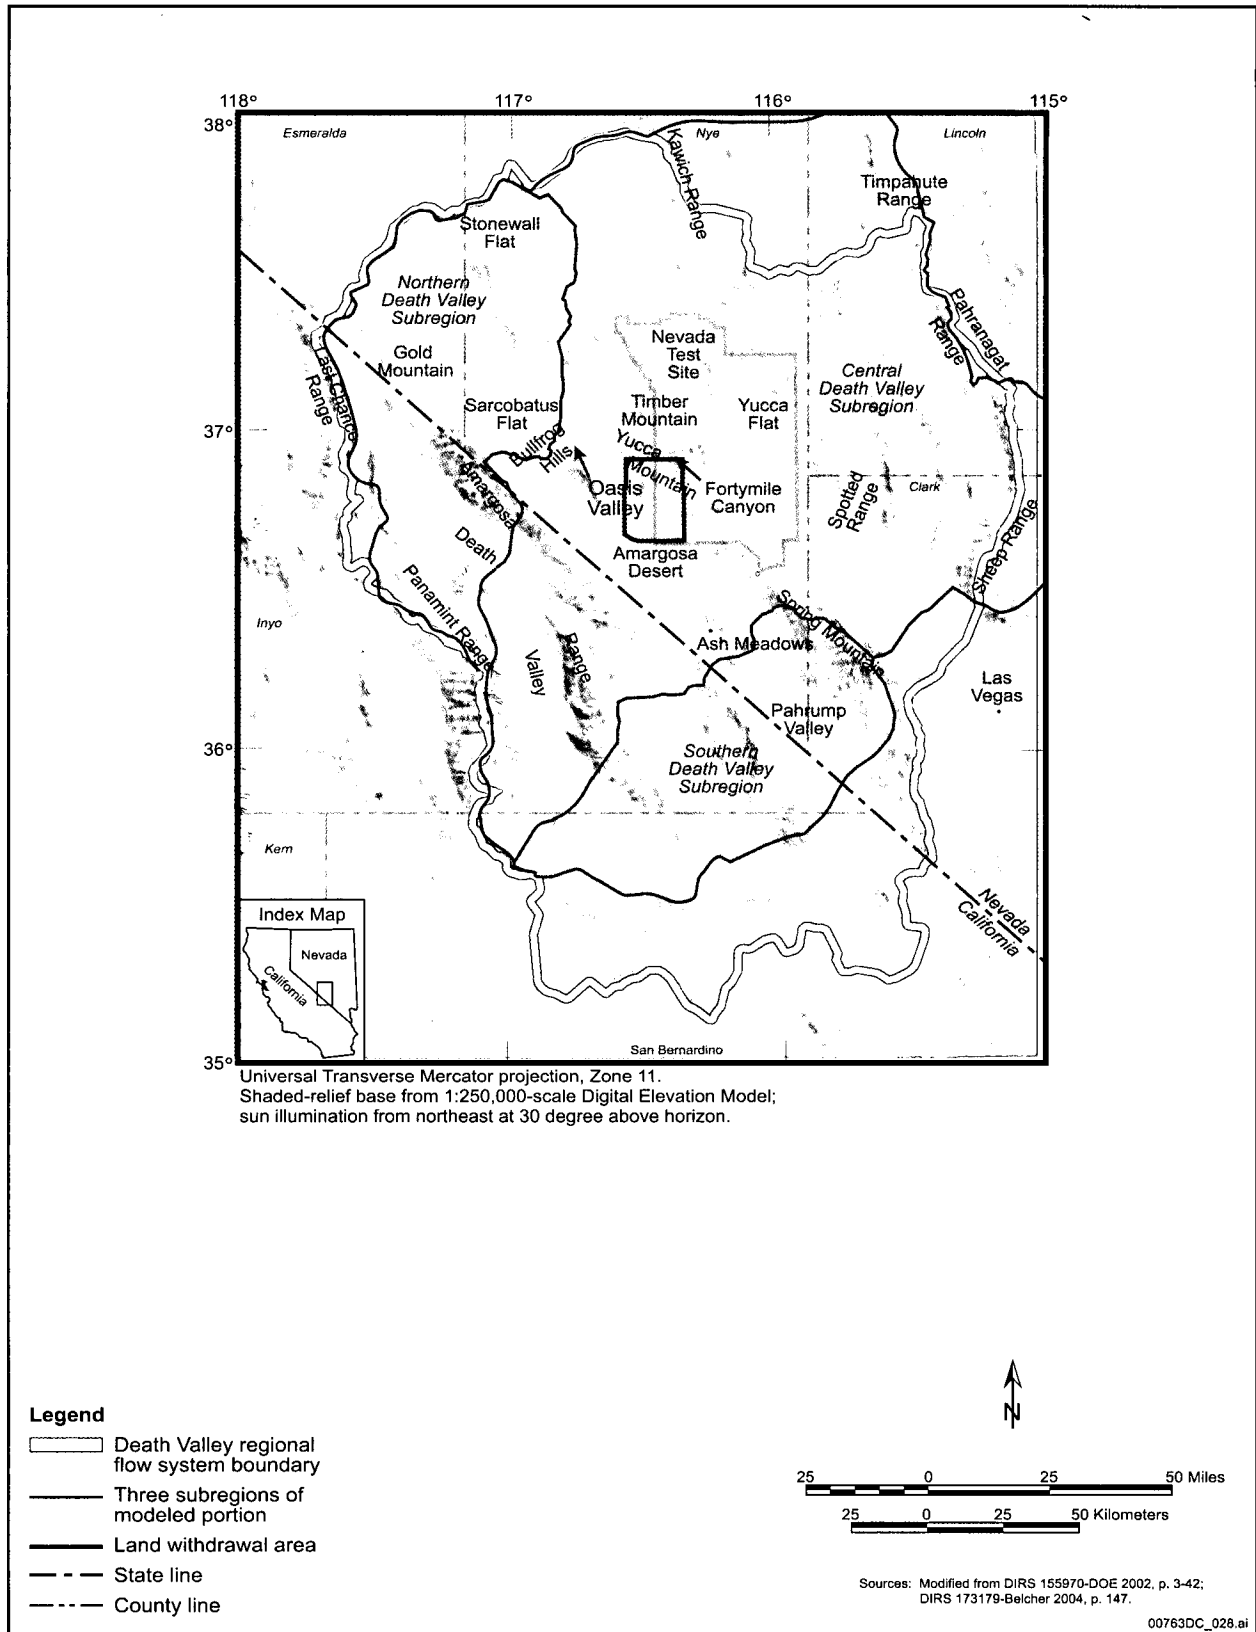 118°
117°
116°
115°
38°
Esmeralda
Nye
Lincoln
Kawich Range
Timpahute
Range
Stonewall
Flat
Northern
Death Valley
Subregion
Pahranagat
Range
Nevada
Test
Site
Gold
Mountain
Last Chance
Range
Central
Death Valley
Subregion
Sarcobatus
Flat
Timber
Mountain
Yucca
Flat
37°
Bullfrog
Hills
Yucca
Mountain
Amargosa
Oasis
Valley
Fortymile
Canyon
Spotted
Range
Clark
Death
Amargosa
Desert
Sheep Range
Panamint Range
Inyo
Spring Mountain
Ash Meadows
Range
Valley
Las
Vegas
Pahrump
Valley
36°
Southern
Death Valley
Subregion
Kern
Nevada
California
Index Map
Nevada
California
San Bernardino
35°
Universal Transverse Mercator projection, Zone 11.
Shaded-relief base from 1:250,000-scale Digital Elevation Model;
sun illumination from northeast at 30 degree above horizon.
N
Legend
Death Valley regional
flow system boundary
Three subregions of
modeled portion
Land withdrawal area
State line
County line
25 0 25 50 Miles
25 0 25 50 Kilometers
Sources: Modified from DIRS 155970-DOE 2002, p. 3-42;
DIRS 173179-Belcher 2004, p. 147.
00763DC_028.ai